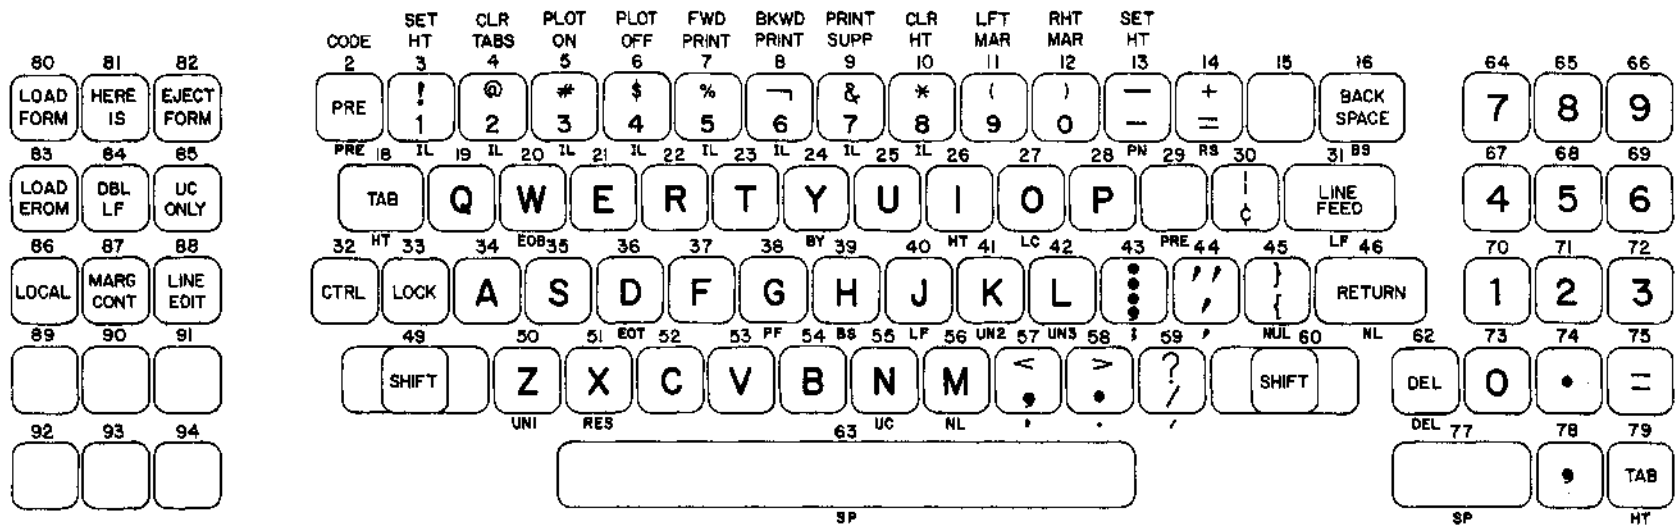 SET CLR PLOT PLOT FWD BKWD PRINT CLR LFT RHT SET
CODE HT TABS ON OFF PRINT PRINT SUPP HT MAR MAR HT
80 81 82 2 3 4 5 6 7 8 9 10 11 12 13 14 15 16 64 65 66
LOAD HERE EJECT ! @ # $ % ¬ & * ( ) — + BACK
FORM IS FORM PRE 1 2 3 4 5 6 7 8 9 0 - = SPACE 7 8 9
PRE IL IL IL IL IL IL IL IL PN RS BS
83 84 85 18 19 20 21 22 23 24 25 26 27 28 29 30 31 67 68 69
LOAD DBL UC ¦ LINE
EROM LF ONLY TAB Q W E R T Y U I O P ¢ FEED 4 5 6
HT EOB BY HT LC PRE LF
86 87 88 32 33 34 35 36 37 38 39 40 41 42 43 44 45 46 70 71 72
MARG LINE : " }
LOCAL CONT EDIT CTRL LOCK A S D F G H J K L ; ' { RETURN 1 2 3
EOT PF BS LF UN2 UN3 ; ' NUL NL
89 90 91 49 50 51 52 53 54 55 56 57 58 59 60 62 73 74 75
< > ?
SHIFT Z X C V B N M , . / SHIFT DEL 0 . =
UN1 RES UC NL , . / DEL
92 93 94 63 77 78 79
, TAB
SP SP HT